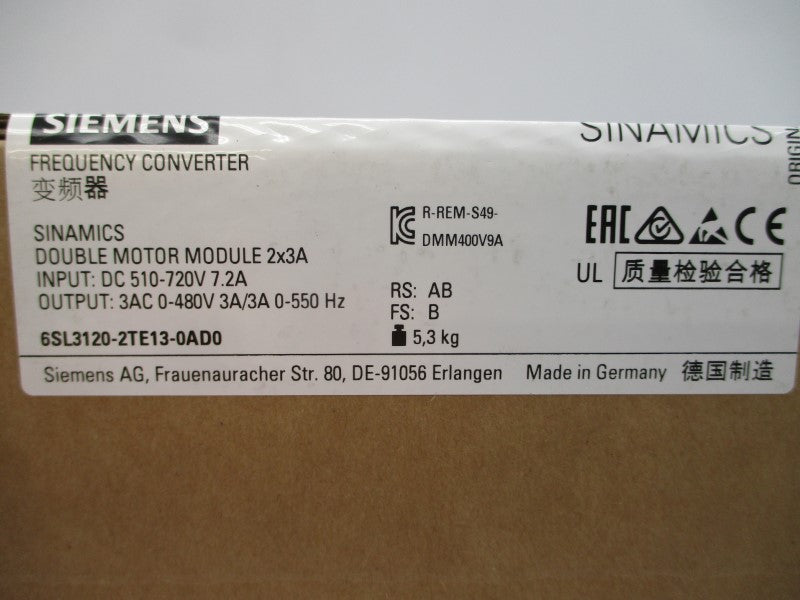 SIEMENS
SINAMICS
ORIGIN
FREQUENCY CONVERTER
变频器
SINAMICS
DOUBLE MOTOR MODULE 2x3A
INPUT: DC 510-720V 7.2A
OUTPUT: 3AC 0-480V 3A/3A 0-550 Hz
6SL3120-2TE13-0AD0
R-REM-S49-
DMM400V9A
RS: AB
FS: B
5,3 kg
EAC CE
UL 质量检验合格
Siemens AG, Frauenauracher Str. 80, DE-91056 Erlangen Made in Germany 德国制造